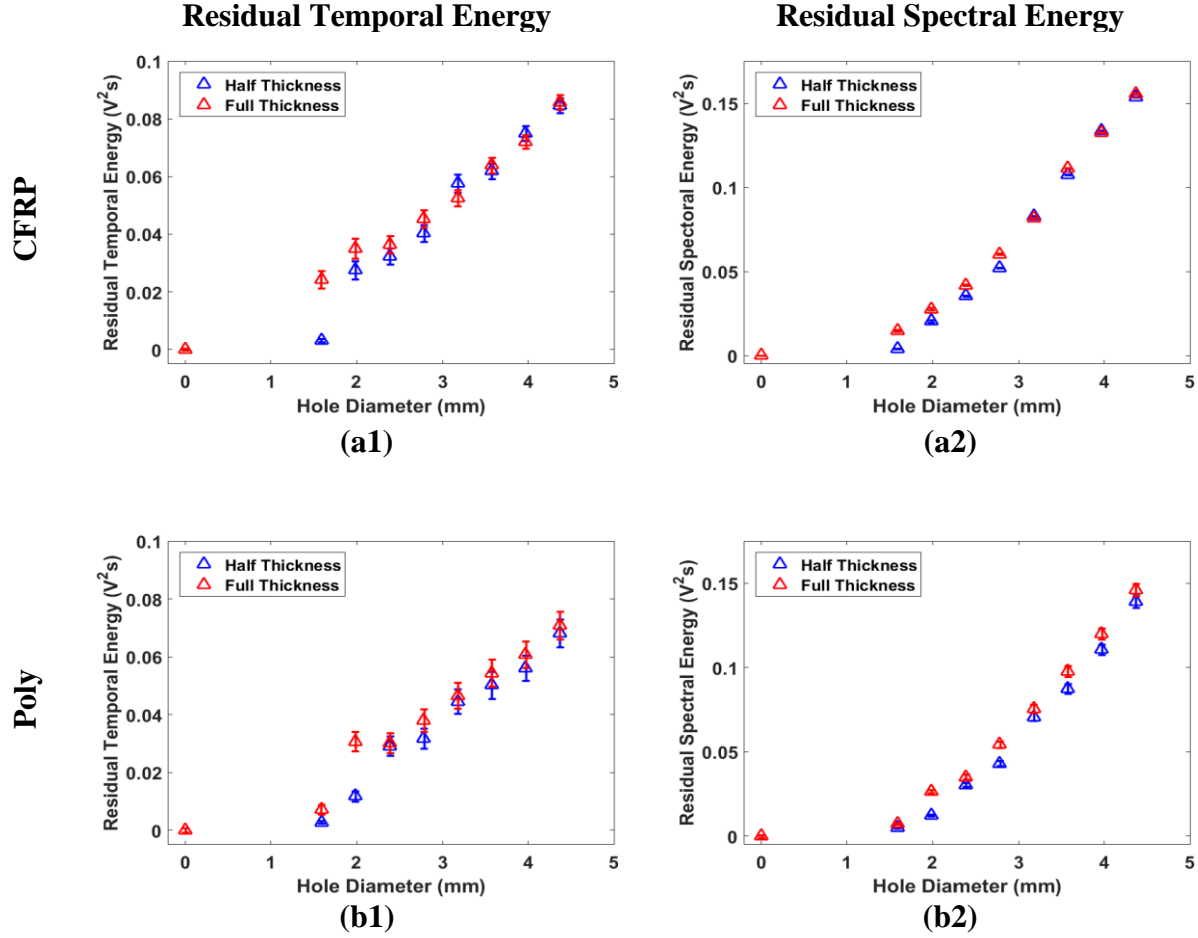 Residual Temporal Energy
Residual Spectral Energy
CFRP
Residual Temporal Energy (V²s)
0.1
0.08
0.06
0.04
0.02
0
Half Thickness
Full Thickness
0 1 2 3 4 5
Hole Diameter (mm)
(a1)
Residual Spectoral Energy (V²s)
0.15
0.1
0.05
0
Half Thickness
Full Thickness
0 1 2 3 4 5
Hole Diameter (mm)
(a2)
Poly
Residual Temporal Energy (V²s)
0.1
0.08
0.06
0.04
0.02
0
Half Thickness
Full Thickness
0 1 2 3 4 5
Hole Diameter (mm)
(b1)
Residual Spectral Energy (V²s)
0.15
0.1
0.05
0
Half Thickness
Full Thickness
0 1 2 3 4 5
Hole Diameter (mm)
(b2)